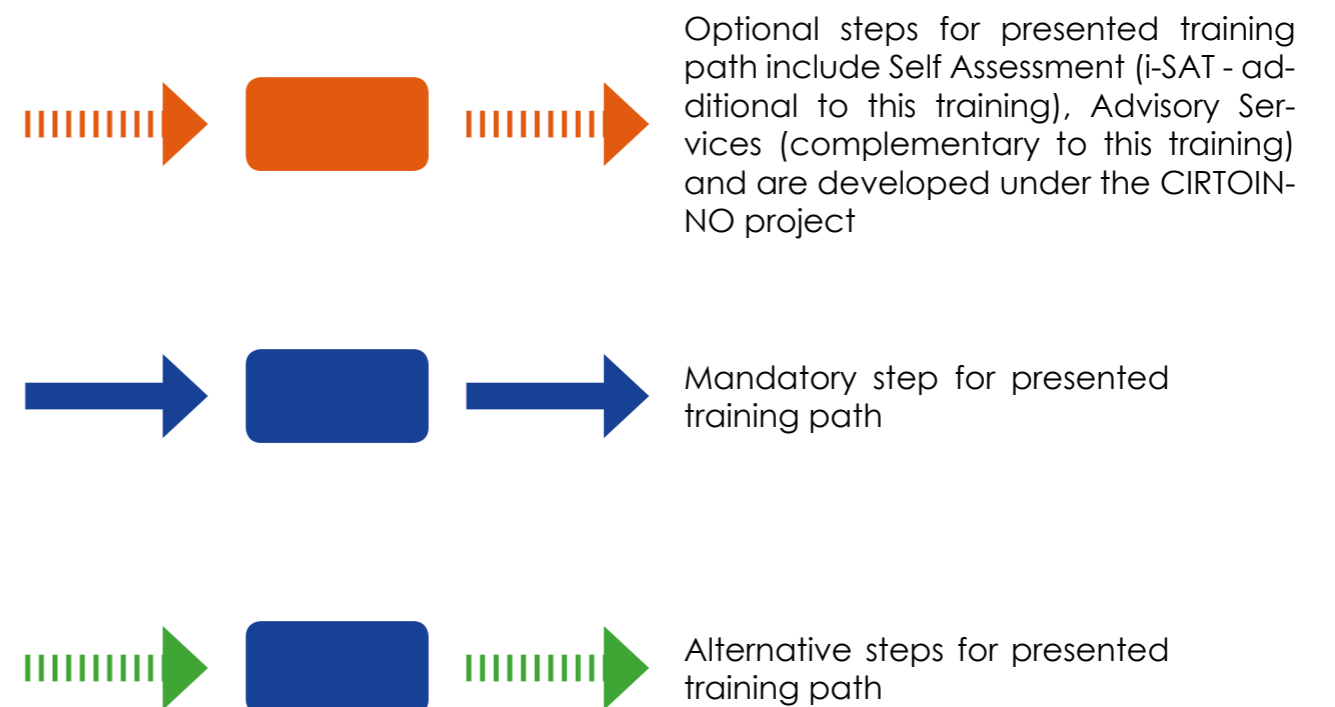 Optional steps for presented training
path include Self Assessment (i-SAT - ad-
ditional to this training), Advisory Ser-
vices (complementary to this training)
and are developed under the CIRTOIN-
NO project
Mandatory step for presented
training path
Alternative steps for presented
training path